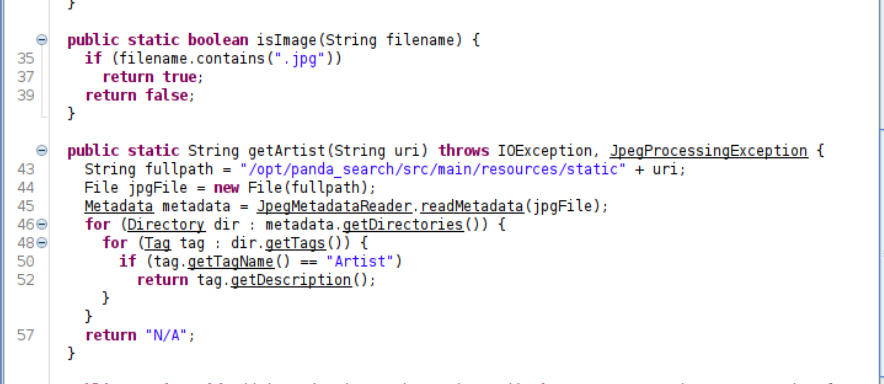 }
public static boolean isImage(String filename) {
35 if (filename.contains(".jpg"))
37 return true;
39 return false;
}
public static String getArtist(String uri) throws IOException, JpegProcessingException {
43 String fullpath = "/opt/panda_search/src/main/resources/static" + uri;
44 File jpgFile = new File(fullpath);
45 Metadata metadata = JpegMetadataReader.readMetadata(jpgFile);
46 for (Directory dir : metadata.getDirectories()) {
48 for (Tag tag : dir.getTags()) {
50 if (tag.getTagName() == "Artist")
52 return tag.getDescription();
}
}
57 return "N/A";
}